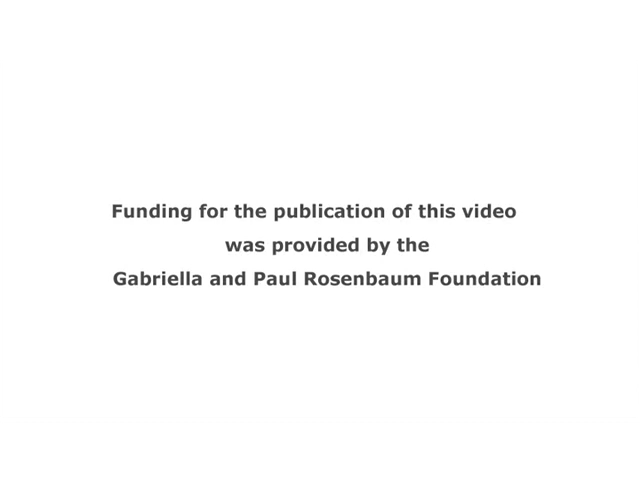 Funding for the publication of this video
was provided by the
Gabriella and Paul Rosenbaum Foundation